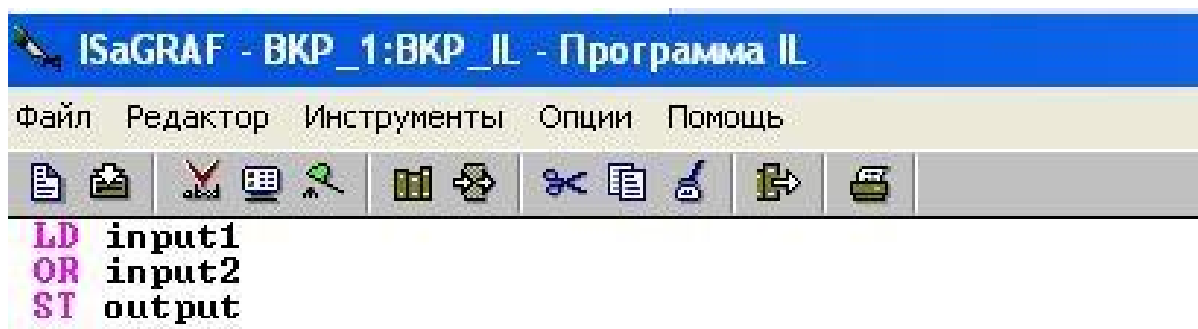 ISaGRAF - BKP_1:BKP_IL - Программа IL
Файл Редактор Инструменты Опции Помощь
LD input1
OR input2
ST output